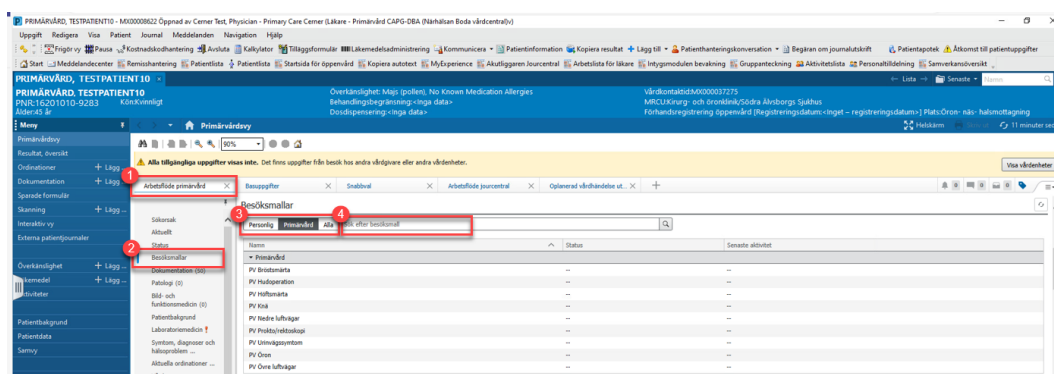 PRIMÄRVÅRD, TESTPATIENT10 - MX00008622 Öppnad av Cerner Test, Physician - Primary Care Cerner (Läkare - Primärvård CAPG-DBA (Närhälsan Boda vårdcentral)v)
Uppgift Redigera Visa Patient Journal Meddelanden Navigation Hjälp
Frigör vy Pausa Kostnadskodhantering Avsluta Kalkylator Tilläggsformulär Läkemedelsadministrering Kommunicera Patientinformation Kopiera resultat Lägg till Patienthanteringskonversation Begäran om journalutskrift Patientapotek Åtkomst till patientuppgifter
Start Meddelandecenter Remisshantering Patientlista Patientlista Startsida för öppenvård Kopiera autotext MyExperience Akutliggaren Jourcentral Arbetslista för läkare Intygsmodulen bevakning Gruppanteckning Aktivitetslista Personaltilldelning Samverkansöversikt
PRIMÄRVÅRD, TESTPATIENT10 × Lista Senaste Namn
PRIMÄRVÅRD, TESTPATIENT10 Överkänslighet: Majs (pollen), No Known Medication Allergies Vårdkontaktid:MX000037275
PNR:16201010-9283 Kön:Kvinnligt Behandlingsbegränsning:<Inga data> MRCU:Kirurg- och öronklinik/Södra Älvsborgs Sjukhus
Ålder:45 år Dosdispensering:<Inga data> Förhandsregistrering öppenvård [Registreringsdatum:<Inget – registreringsdatum>] Plats:Öron- näs- halsmottagning
Meny Primärvårdsvy Helskärm 11 minuter sed
Primärvårdsvy
Resultat, översikt 90%
Ordinationer + Lägg ... Alla tillgängliga uppgifter visas inte. Det finns uppgifter från besök hos andra vårdgivare eller andra vårdenheter. Visa vårdenheter
Dokumentation + Lägg
1
Arbetsflöde primärvård × Basuppgifter × Snabbval × Arbetsflöde jourcentral × Oplanerad vårdhändelse ut... × + 0 0 0
Sparade formulär
Skanning + Lägg ... Besöksmallar
Interaktiv vy Sökorsak
3 4
Personlig Primärvård Alla Sök efter besöksmall
Externa patientjournaler Aktuellt
2
Status Namn Status Senaste aktivitet
Överkänslighet + Lägg ... Besöksmallar Primärvård
Läkemedel + Lägg ... Dokumentation (50) PV Bröstsmärta -- --
Aktiviteter Patologi (0) PV Hudoperation -- --
Bild- och PV Höftsmärta -- --
funktionsmedicin (0) PV Knä -- --
Patientbakgrund Patientbakgrund PV Nedre luftvägar -- --
Patientdata Laboratoriemedicin ! PV Prokto/rektoskopi -- --
Samvy Symtom, diagnoser och PV Urinvägssymtom -- --
hälsoproblem ... PV Öron -- --
Aktuella ordinationer ... PV Övre luftvägar -- --